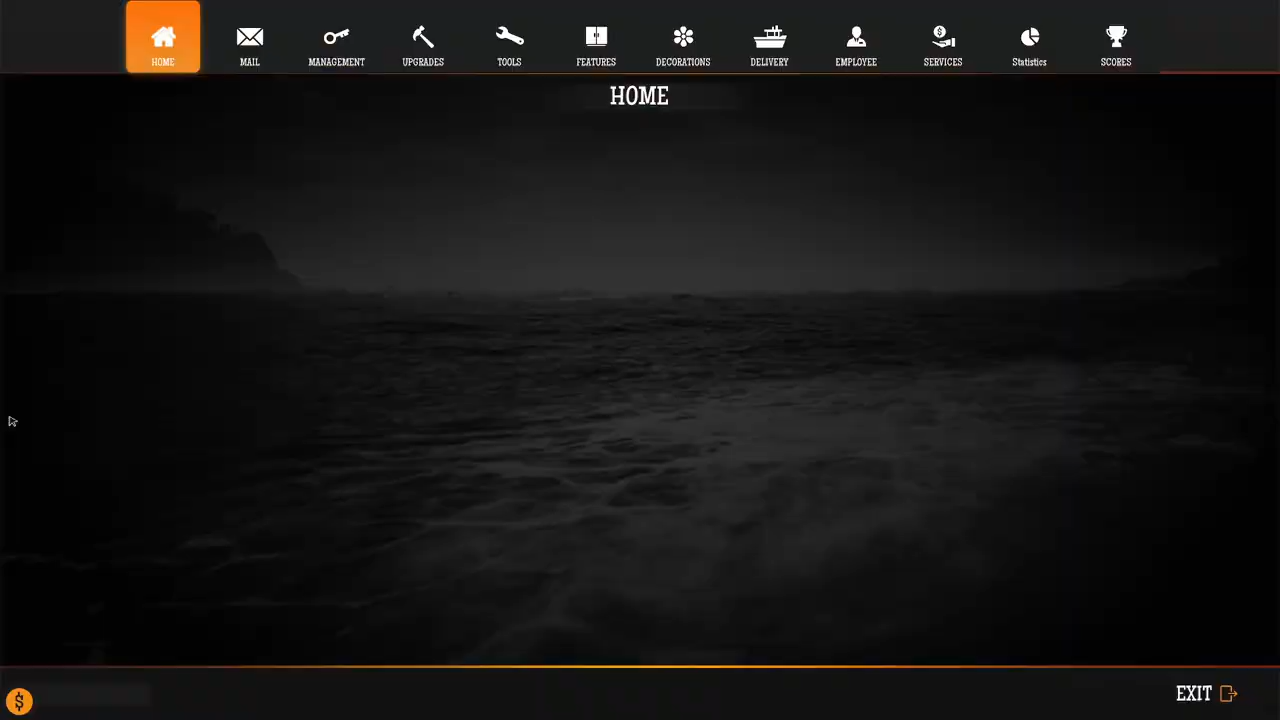 HOME
MAIL
MANAGEMENT
UPGRADES
TOOLS
FEATURES
DECORATIONS
DELIVERY
EMPLOYEE
SERVICES
Statistics
SCORES
HOME
$
EXIT